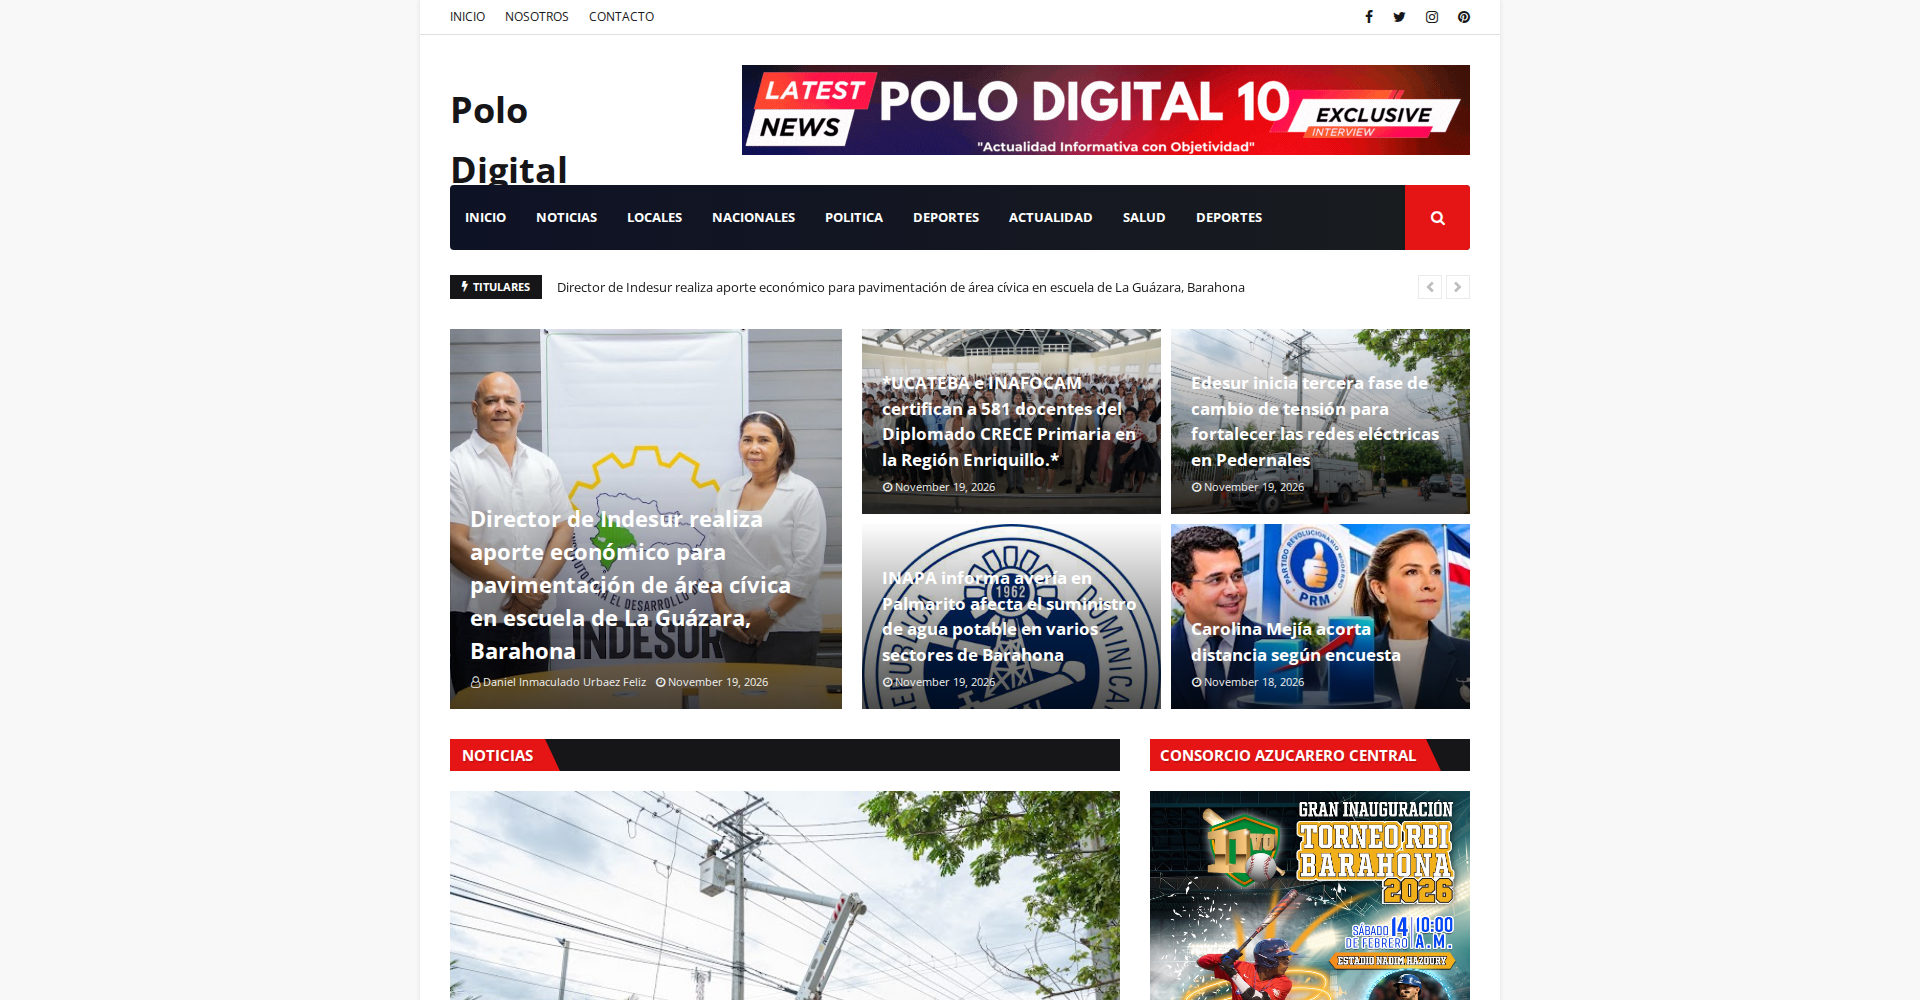 INICIO NOSOTROS CONTACTO
Polo
Digital
LATEST
NEWS
POLO DIGITAL 10
EXCLUSIVE
INTERVIEW
"Actualidad Informativa con Objetividad"
INICIO NOTICIAS LOCALES NACIONALES POLITICA DEPORTES ACTUALIDAD SALUD DEPORTES
TITULARES
Director de Indesur realiza aporte económico para pavimentación de área cívica en escuela de La Guázara, Barahona
Director de Indesur realiza
aporte económico para
pavimentación de área cívica
en escuela de La Guázara,
Barahona
Daniel Inmaculado Urbaez Feliz November 19, 2026
INDESUR
*UCATEBA e INAFOCAM
certifican a 581 docentes del
Diplomado CRECE Primaria en
la Región Enriquillo.*
November 19, 2026
Edesur inicia tercera fase de
cambio de tensión para
fortalecer las redes eléctricas
en Pedernales
November 19, 2026
INAPA informa avería en
Palmarito afecta el suministro
de agua potable en varios
sectores de Barahona
November 19, 2026
1962
PARTIDO REVOLUCIONARIO MODERNO
PRM
Carolina Mejía acorta
distancia según encuesta
November 18, 2026
NOTICIAS
CONSORCIO AZUCARERO CENTRAL
GRAN INAUGURACIÓN
11VO
TORNEO RBI
BARAHONA
2026
SÁBADO 14 10:00
DE FEBRERO A.M.
ESTADIO NADIM HAZOURY